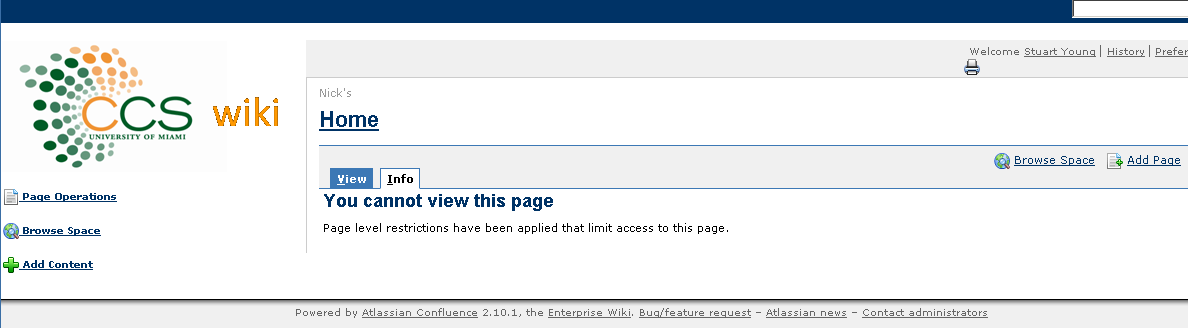 Welcome Stuart Young | History | Prefer
CCS wiki
UNIVERSITY OF MIAMI
Nick's
Home
Browse Space Add Page
View Info
You cannot view this page
Page level restrictions have been applied that limit access to this page.
Page Operations
Browse Space
Add Content
Powered by Atlassian Confluence 2.10.1, the Enterprise Wiki. Bug/feature request – Atlassian news – Contact administrators